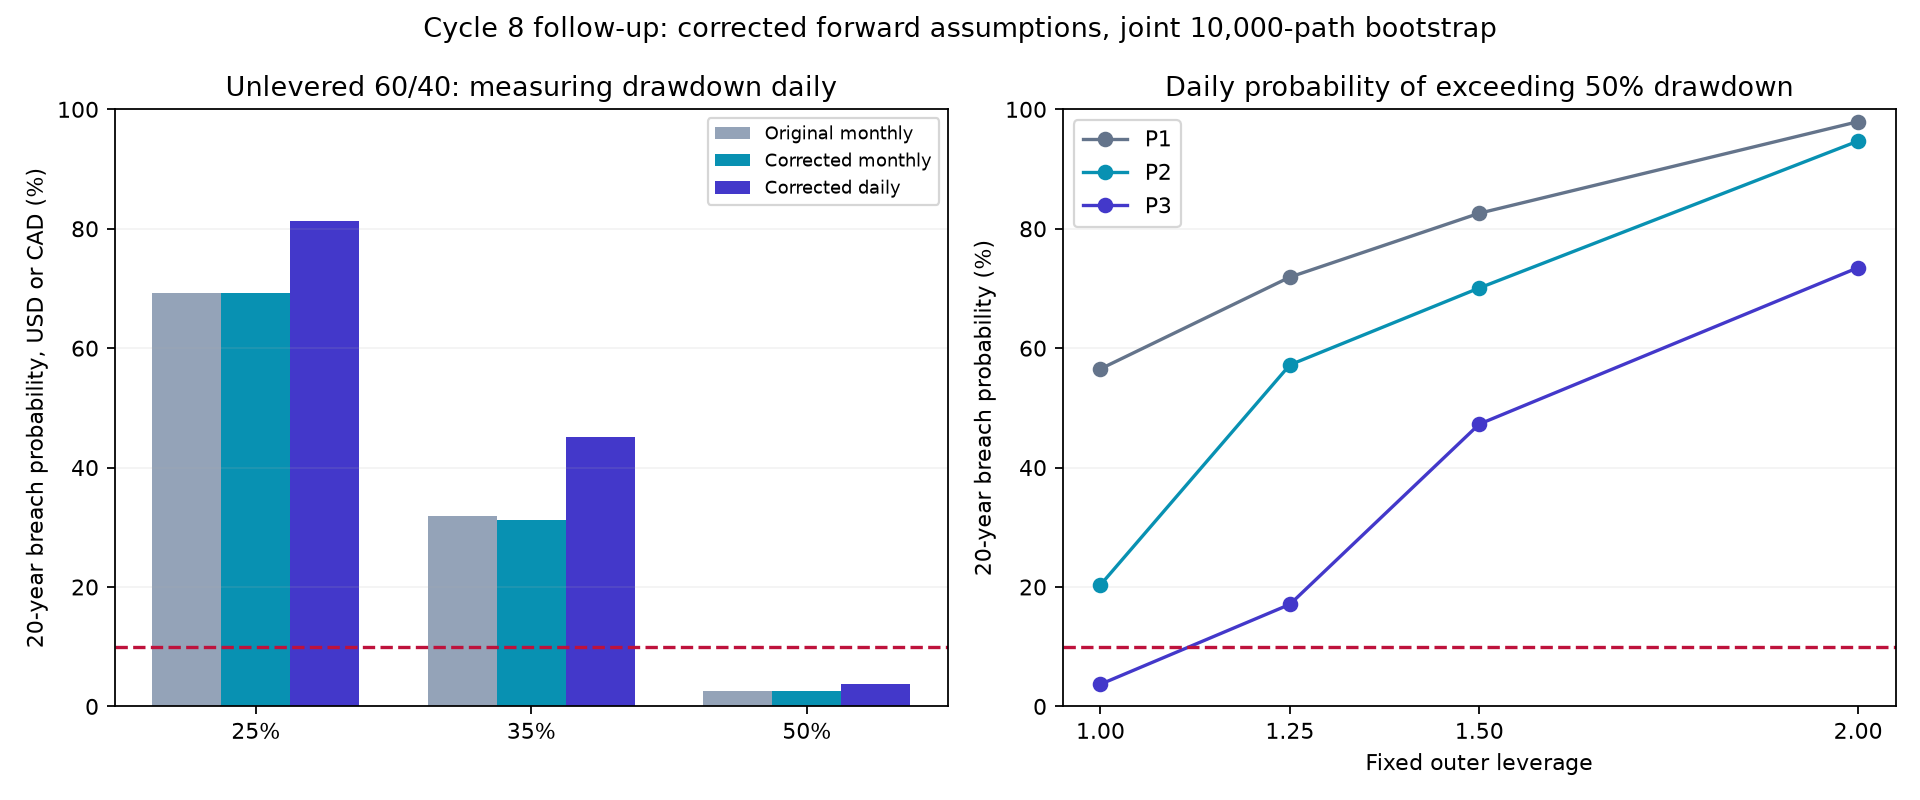 Cycle 8 follow-up: corrected forward assumptions, joint 10,000-path bootstrap
Unlevered 60/40: measuring drawdown daily
20-year breach probability, USD or CAD (%)
100
80
60
40
20
0
Original monthly
Corrected monthly
Corrected daily
25%
35%
50%
Daily probability of exceeding 50% drawdown
20-year breach probability (%)
100
80
60
40
20
0
P1
P2
P3
1.00
1.25
1.50
2.00
Fixed outer leverage